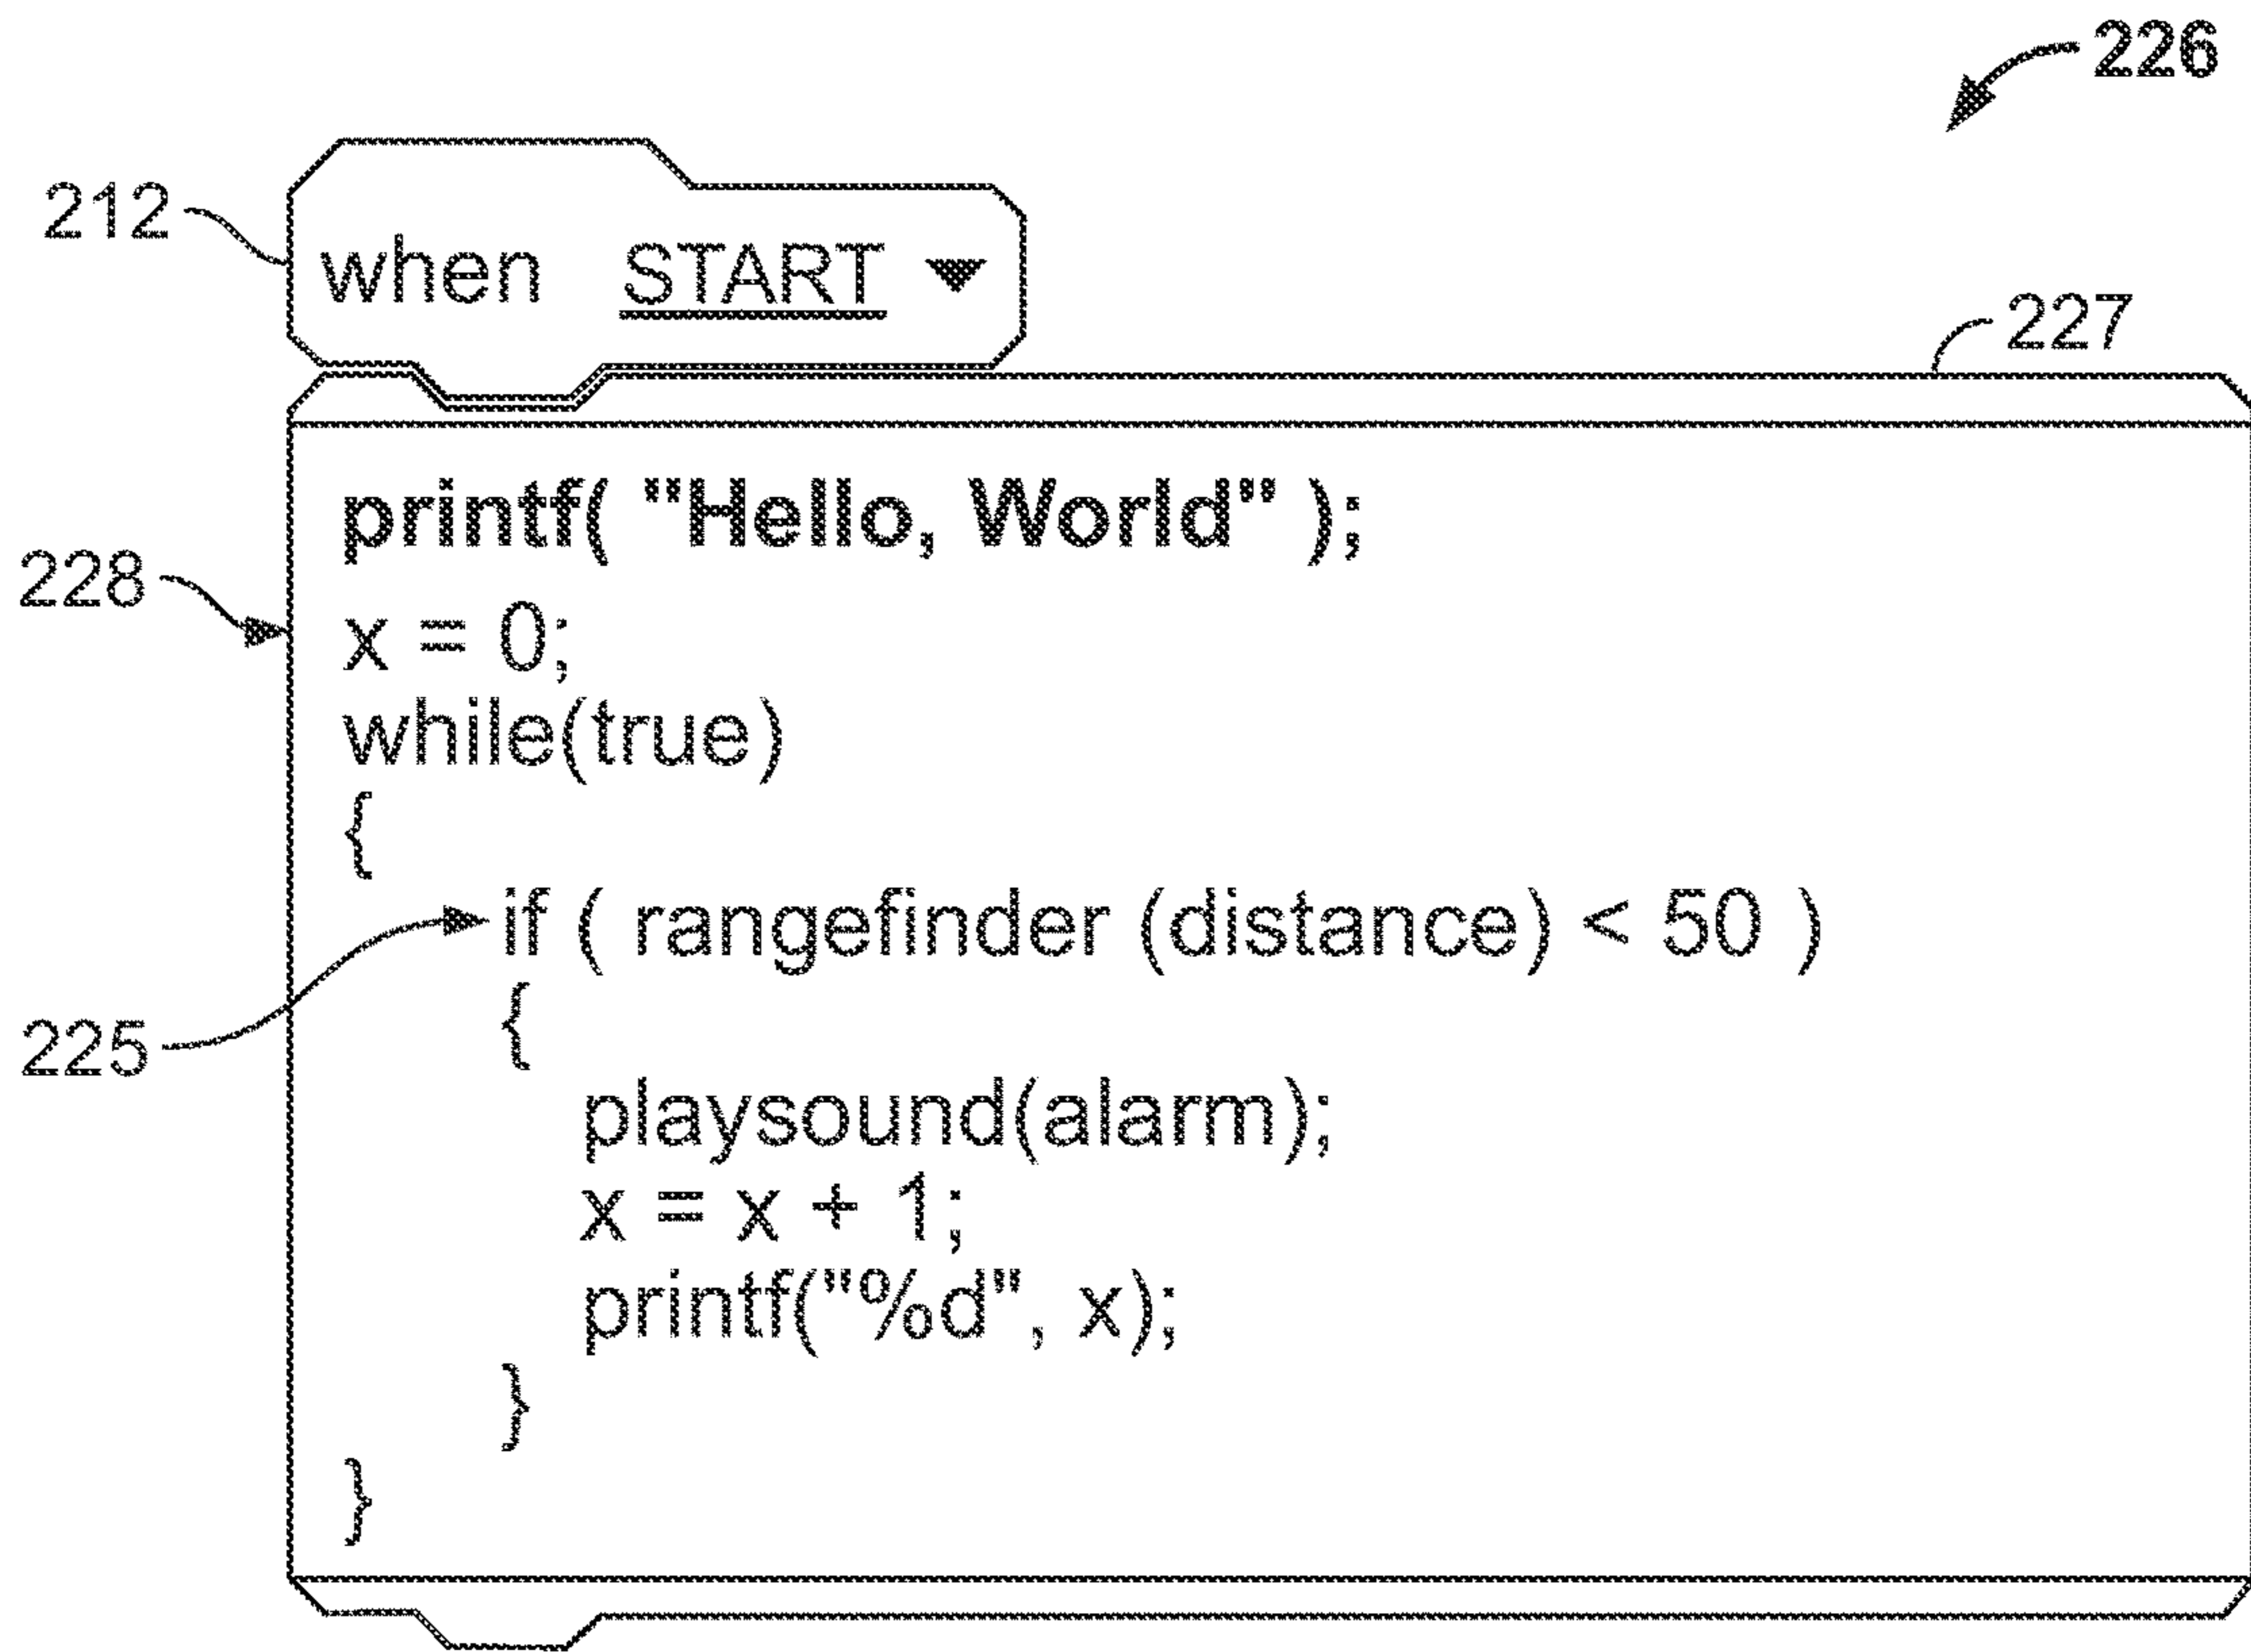 226
212
when START
227
printf( "Hello, World" );
228
x = 0;
while(true)
{
if ( rangefinder (distance) < 50 )
225
{
playsound(alarm);
x = x + 1;
printf("%d", x);
}
}